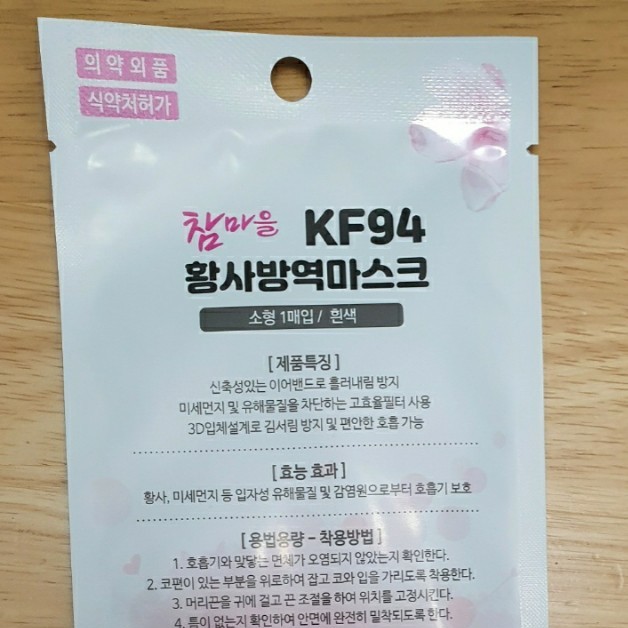 의약외품
식약처허가
참마을 KF94
황사방역마스크
소형 1매입 / 흰색
[ 제품특징 ]
신축성있는 이어밴드로 흘러내림 방지
미세먼지 및 유해물질을 차단하는 고효율필터 사용
3D입체설계로 김서림 방지 및 편안한 호흡 가능
[ 효능 효과 ]
황사, 미세먼지 등 입자성 유해물질 및 감염원으로부터 호흡기 보호
[ 용법용량 - 착용방법 ]
1. 호흡기와 맞닿는 면체가 오염되지 않았는지 확인한다.
2. 코편이 있는 부분을 위로하여 잡고 코와 입을 가리도록 착용한다.
3. 머리끈을 귀에 걸고 끈 조절을 하여 위치를 고정시킨다.
4. 틈이 없는지 확인하여 안면에 완전히 밀착되도록 한다.